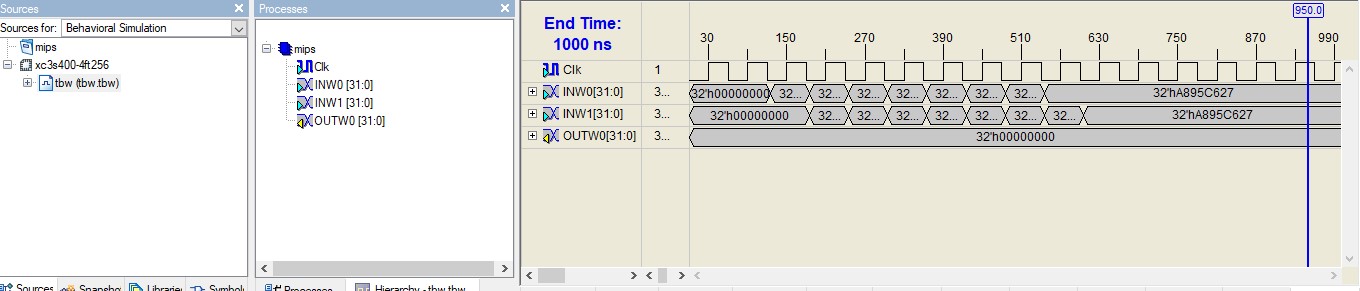 Sources
Sources for: Behavioral Simulation
mips
xc3s400-4ft256
tbw (tbw.tbw)
Sources Snapsho Librarie Symbol
Processes
mips
Clk
INW0 [31:0]
INW1 [31:0]
OUTW0 [31:0]
Processes Hierarchy - tbw.tbw
End Time:
1000 ns
950.0
30 150 270 390 510 630 750 870 990
Clk 1
INW0[31:0] 3... 32'h00000000 32... 32... 32... 32... 32... 32... 32... 32'hA895C627
INW1[31:0] 3... 32'h00000000 32... 32... 32... 32... 32... 32... 32... 32'hA895C627
OUTW0[31:0] 3... 32'h00000000